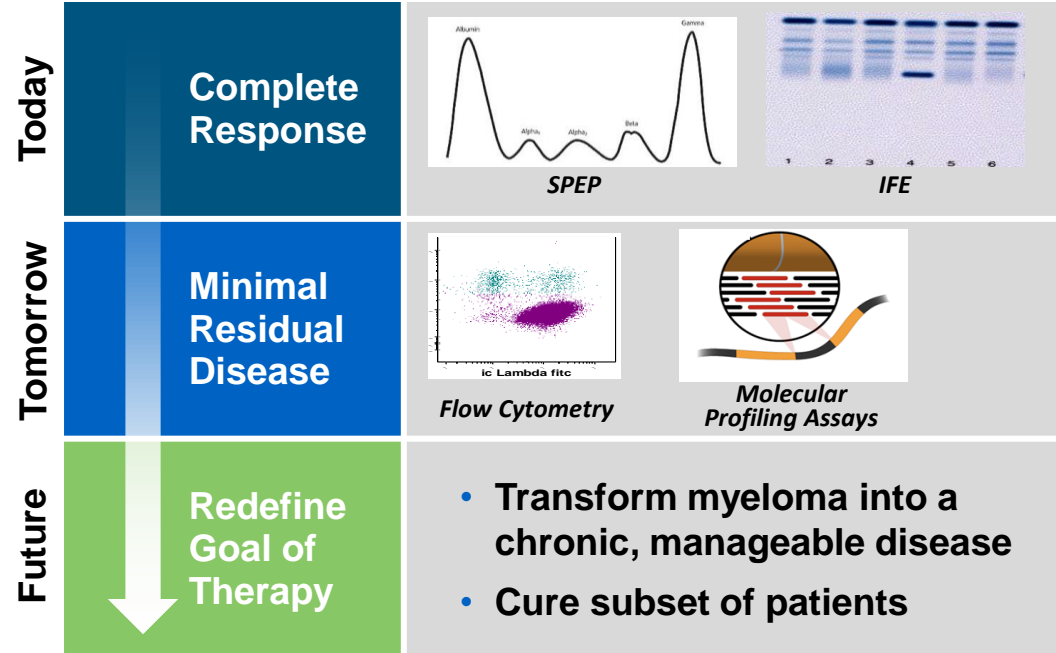 Today
Complete
Response
Albumin
Alpha₁
Alpha₂
Beta
Gamma
SPEP
1 2 3 4 5 6
IFE
Tomorrow
Minimal
Residual
Disease
ic Lambda fitc
Flow Cytometry
Molecular
Profiling Assays
Future
Redefine
Goal of
Therapy
• Transform myeloma into a
chronic, manageable disease
• Cure subset of patients